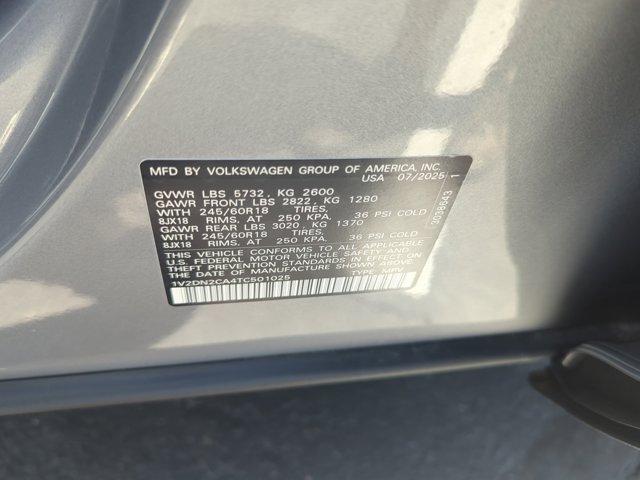 MFD BY VOLKSWAGEN GROUP OF AMERICA, INC.
USA 07/2025
GVWR LBS 5732, KG 2600
GAWR FRONT LBS 2822, KG 1280
WITH 245/60R18 TIRES,
8JX18 RIMS, AT 250 KPA, 36 PSI COLD
GAWR REAR LBS 3020, KG 1370
WITH 245/60R18 TIRES,
8JX18 RIMS, AT 250 KPA, 36 PSI COLD
THIS VEHICLE CONFORMS TO ALL APPLICABLE
U.S. FEDERAL MOTOR VEHICLE SAFETY AND
THEFT PREVENTION STANDARDS IN EFFECT ON
THE DATE OF MANUFACTURE SHOWN ABOVE.
1V2DN2CA4TC501025 TYPE MPV
3038643 1